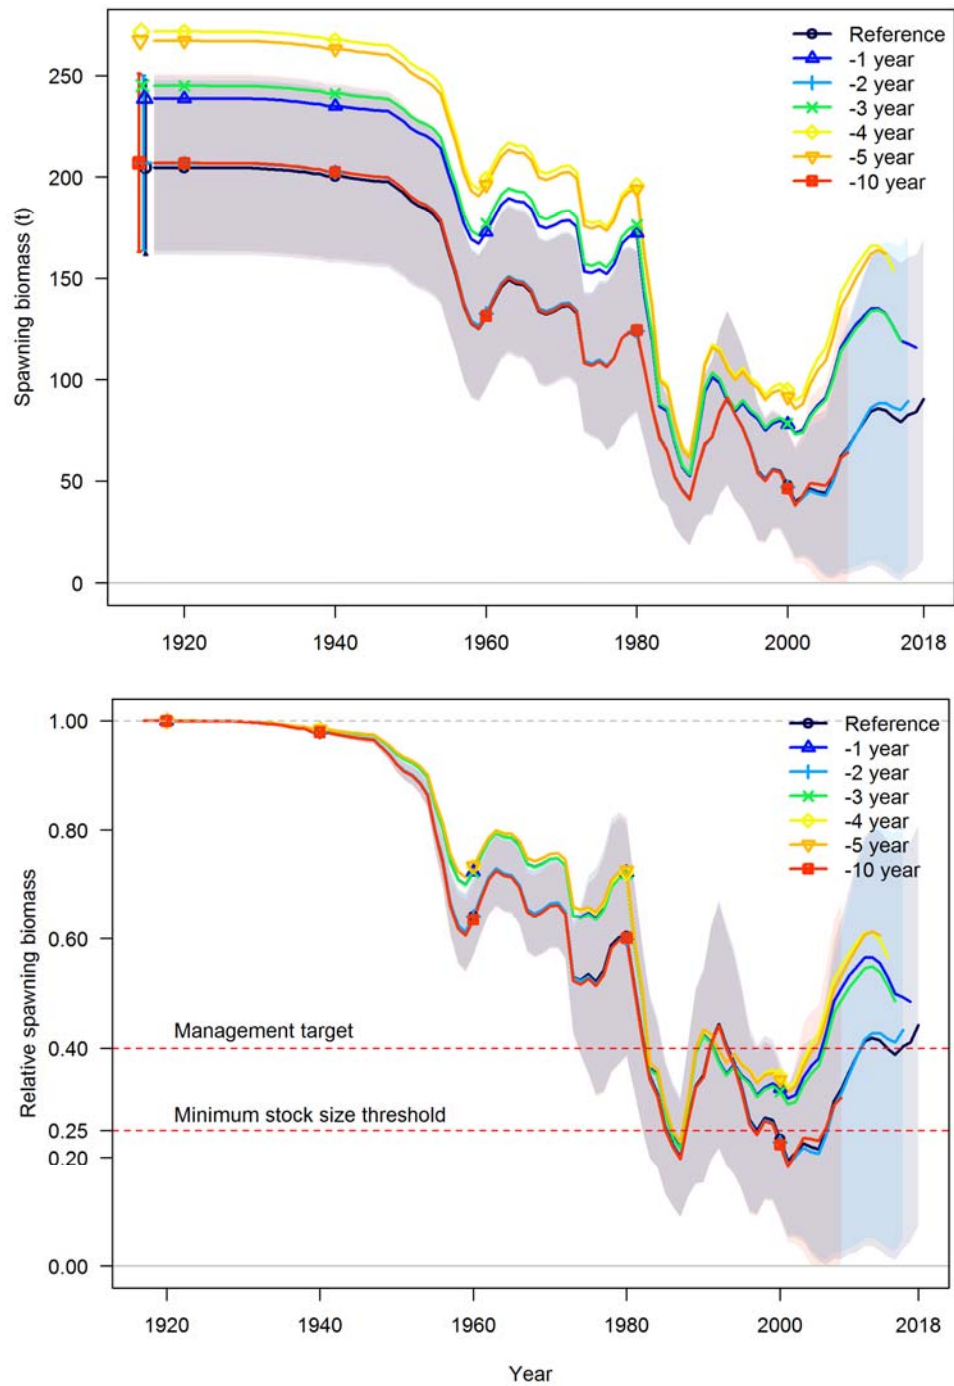 Reference
-1 year
-2 year
-3 year
-4 year
-5 year
-10 year
250
200
150
100
50
0
Spawning biomass (t)
1920
1940
1960
1980
2000
2018
1.00
0.80
0.60
0.40
0.25
0.20
0.00
Relative spawning biomass
Reference
-1 year
-2 year
-3 year
-4 year
-5 year
-10 year
Management target
Minimum stock size threshold
1920
1940
1960
1980
2000
2018
Year